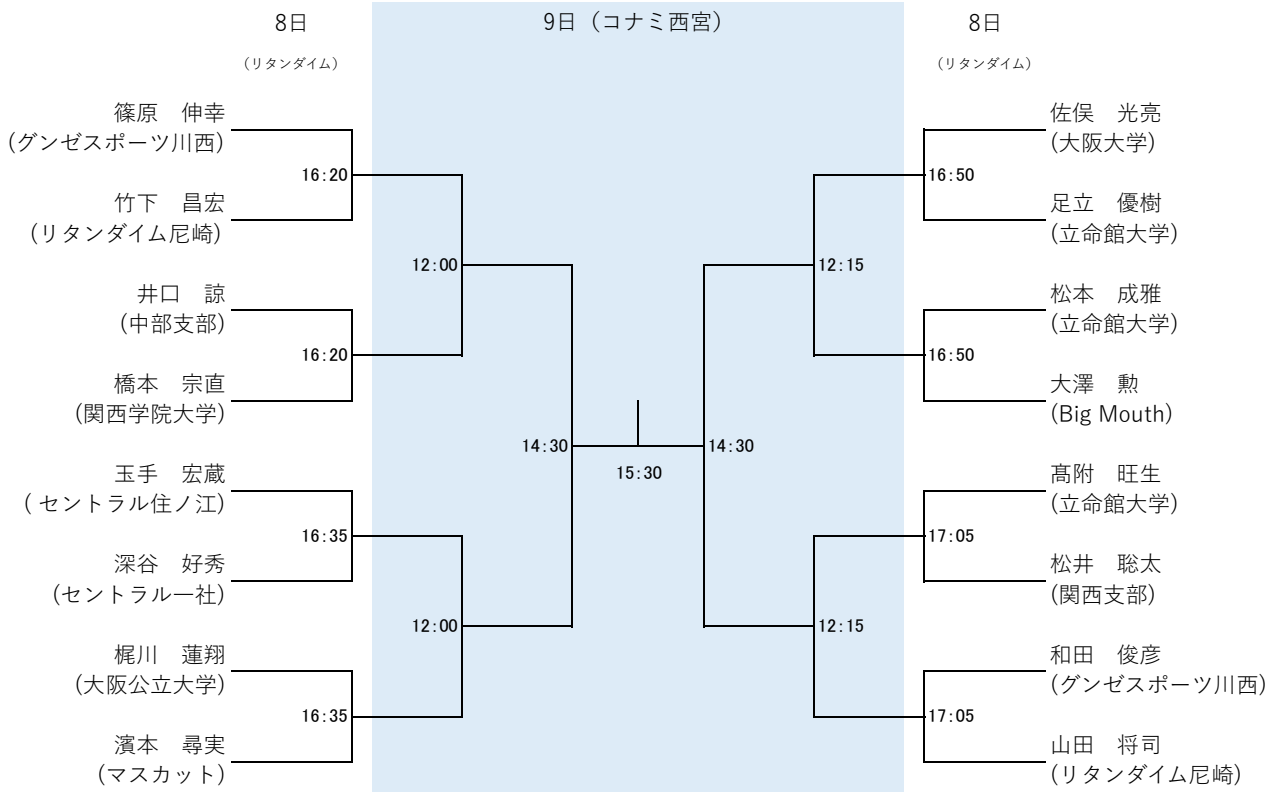 8日
9日（コナミ西宮）
8日
（リタンダイム）
（リタンダイム）
篠原　伸幸
(グンゼスポーツ川西)
16:20
竹下　昌宏
(リタンダイム尼崎)
12:00
井口　諒
(中部支部)
16:20
橋本　宗直
(関西学院大学)
14:30
玉手　宏蔵
( セントラル住ノ江)
16:35
深谷　好秀
(セントラル一社)
12:00
梶川　蓮翔
(大阪公立大学)
16:35
濱本　尋実
(マスカット)
15:30
佐俣　光亮
(大阪大学)
16:50
足立　優樹
(立命館大学)
12:15
松本　成雅
(立命館大学)
16:50
大澤　勲
(Big Mouth)
14:30
髙附　旺生
(立命館大学)
17:05
松井　聡太
(関西支部)
12:15
和田　俊彦
(グンゼスポーツ川西)
17:05
山田　将司
(リタンダイム尼崎)